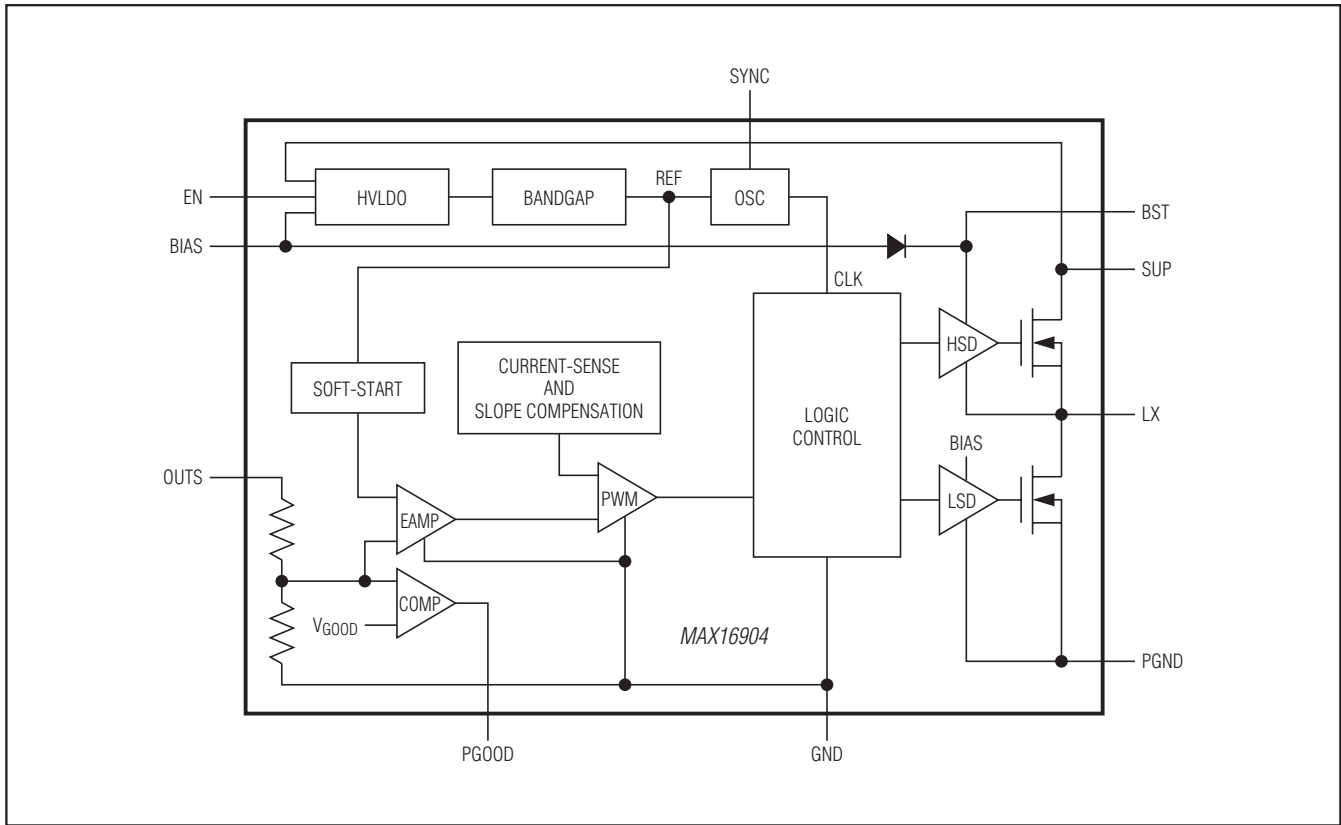 SYNC
EN
HVLDO
BANDGAP
REF
OSC
BST
BIAS
SUP
CLK
HSD
SOFT-START
CURRENT-SENSE
AND
SLOPE COMPENSATION
LOGIC
CONTROL
LX
BIAS
OUTS
EAMP
PWM
LSD
COMP
VGOOD
MAX16904
PGND
PGOOD
GND